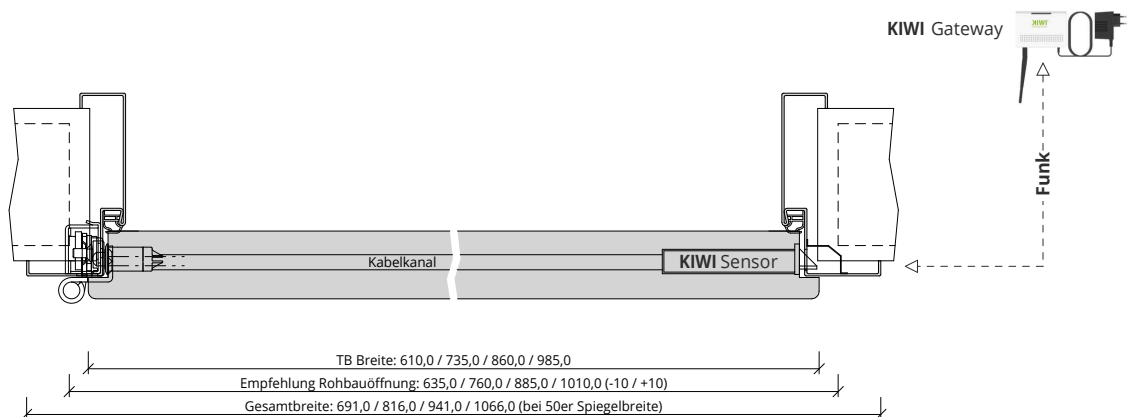 KIWI Gateway
KIWI
Funk
Kabelkanal
KIWI Sensor
TB Breite: 610,0 / 735,0 / 860,0 / 985,0
Empfehlung Rohbauöffnung: 635,0 / 760,0 / 885,0 / 1010,0 (-10 / +10)
Gesamtbreite: 691,0 / 816,0 / 941,0 / 1066,0 (bei 50er Spiegelbreite)